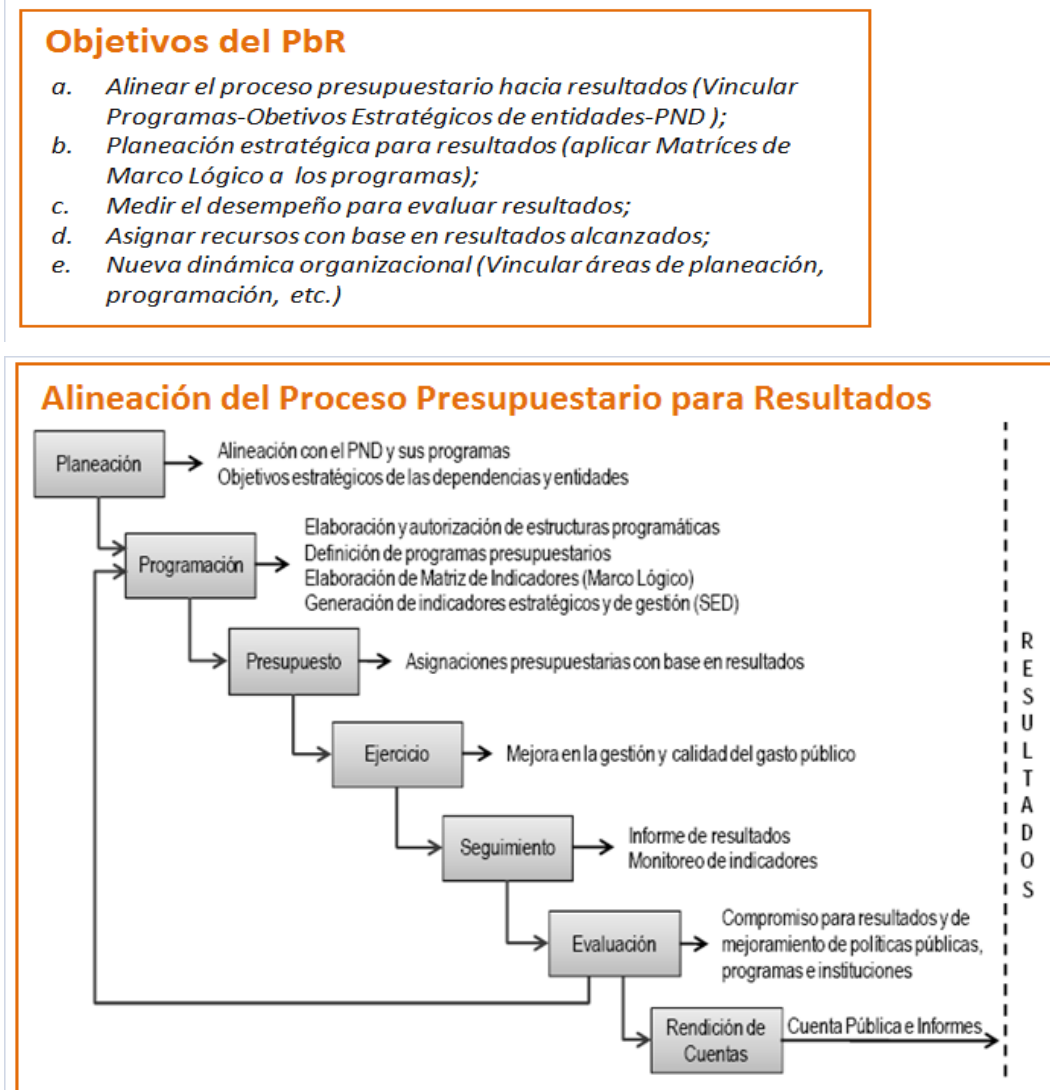 Objetivos del PbR
a. Alinear el proceso presupuestario hacia resultados (Vincular
Programas-Obetivos Estratégicos de entidades-PND );
b. Planeación estratégica para resultados (aplicar Matríces de
Marco Lógico a los programas);
c. Medir el desempeño para evaluar resultados;
d. Asignar recursos con base en resultados alcanzados;
e. Nueva dinámica organizacional (Vincular áreas de planeación,
programación, etc.)
Alineación del Proceso Presupuestario para Resultados
Planeación
Alineación con el PND y sus programas
Objetivos estratégicos de las dependencias y entidades
Programación
Elaboración y autorización de estructuras programáticas
Definición de programas presupuestarios
Elaboración de Matriz de Indicadores (Marco Lógico)
Generación de indicadores estratégicos y de gestión (SED)
Presupuesto
Asignaciones presupuestarias con base en resultados
Ejercicio
Mejora en la gestión y calidad del gasto público
Seguimiento
Informe de resultados
Monitoreo de indicadores
Evaluación
Compromiso para resultados y de
mejoramiento de políticas públicas,
programas e instituciones
Rendición de
Cuentas
Cuenta Pública e Informes
RESULTADOS